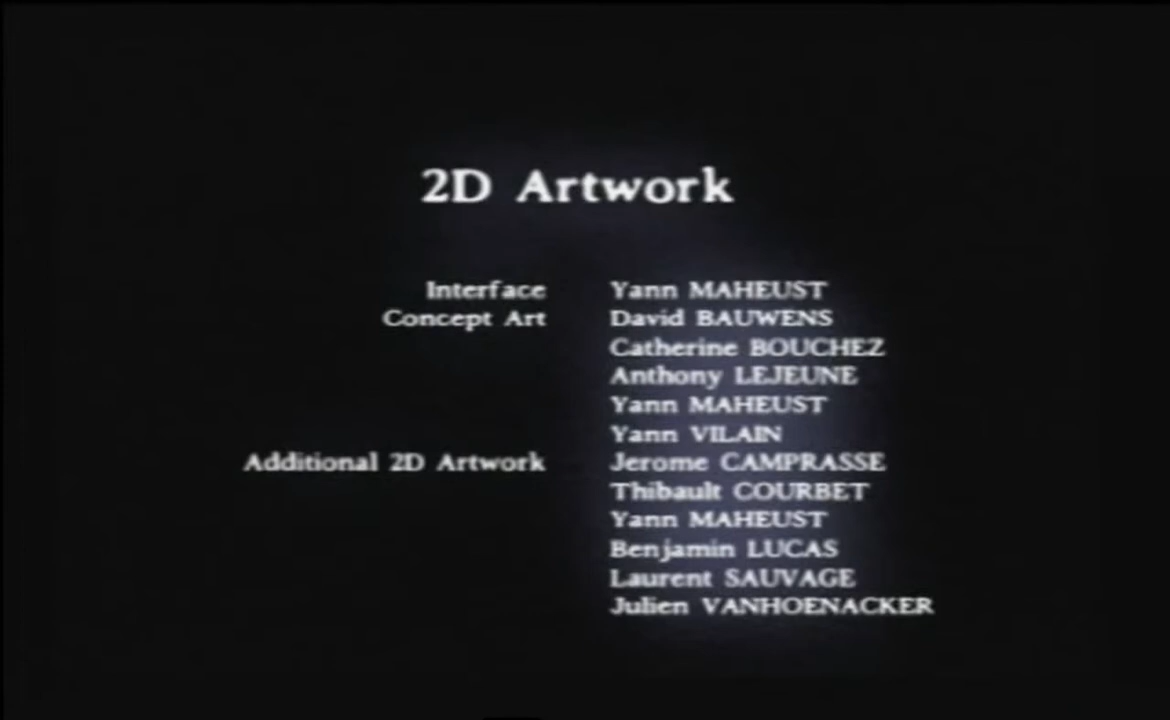 2D Artwork
Interface Yann MAHEUST
Concept Art David BAUWENS
Catherine BOUCHEZ
Anthony LEJEUNE
Yann MAHEUST
Yann VILAIN
Additional 2D Artwork Jerome CAMPRASSE
Thibault COURBET
Yann MAHEUST
Benjamin LUCAS
Laurent SAUVAGE
Julien VANHOENACKER